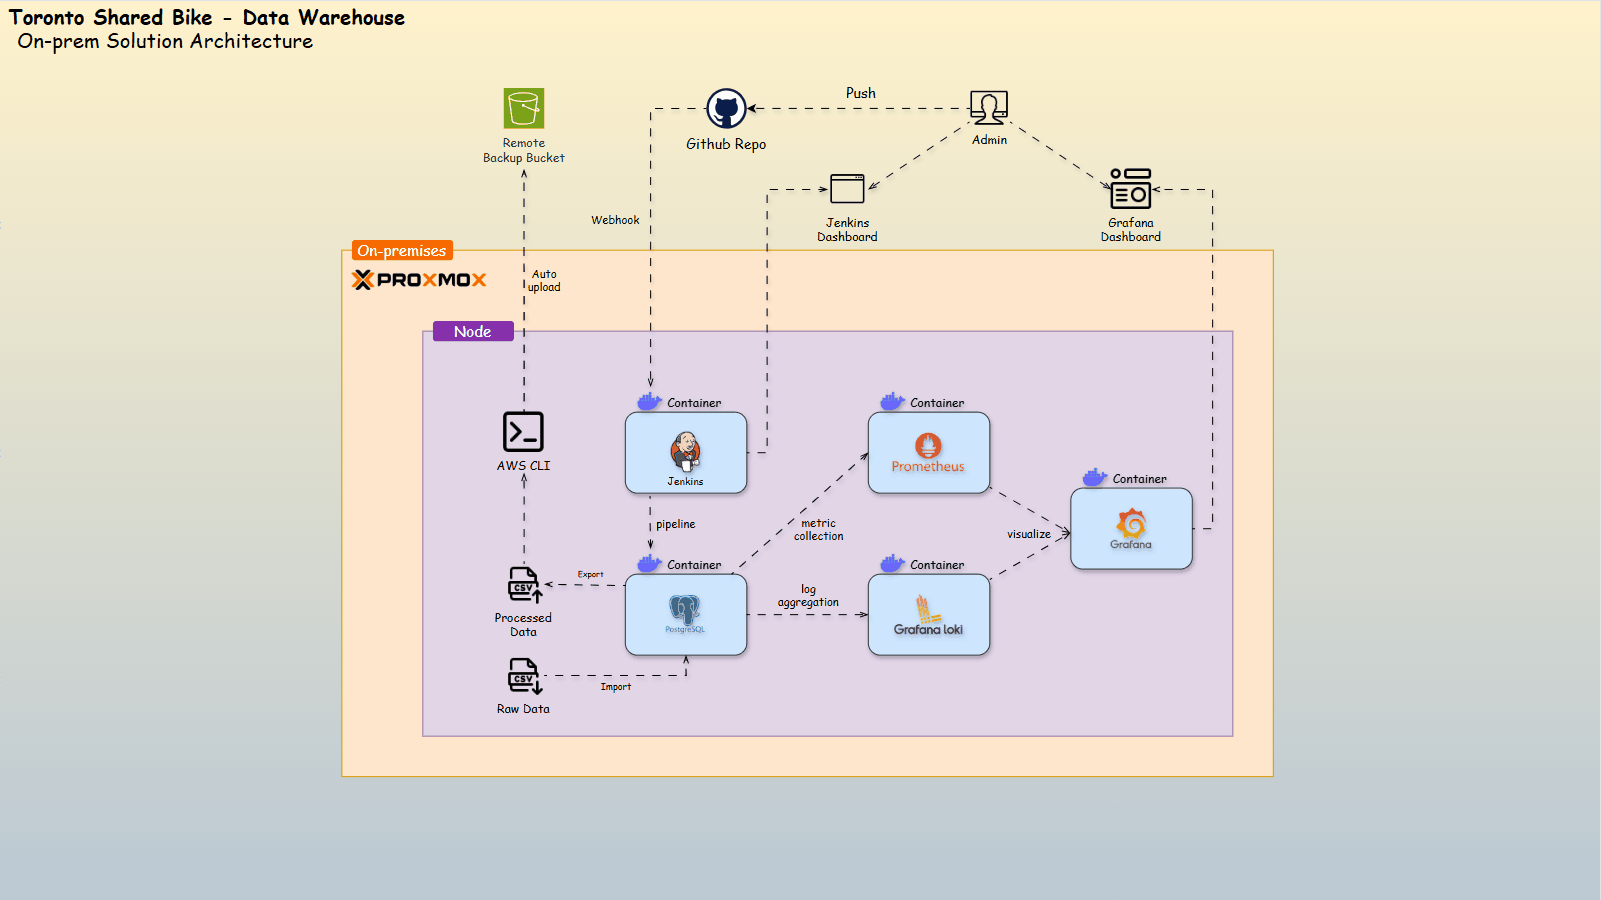 Toronto Shared Bike - Data Warehouse
On-prem Solution Architecture
Push
Github Repo
Admin
Remote
Backup Bucket
Webhook
Jenkins
Dashboard
Grafana
Dashboard
On-premises
PROXMOX
Auto
upload
Node
Container
Container
AWS CLI
Jenkins
Prometheus
Container
pipeline
metric
collection
visualize
Grafana
Container
Container
Export
CSV
PostgreSQL
log
aggregation
Grafana loki
Processed
Data
CSV
Import
Raw Data